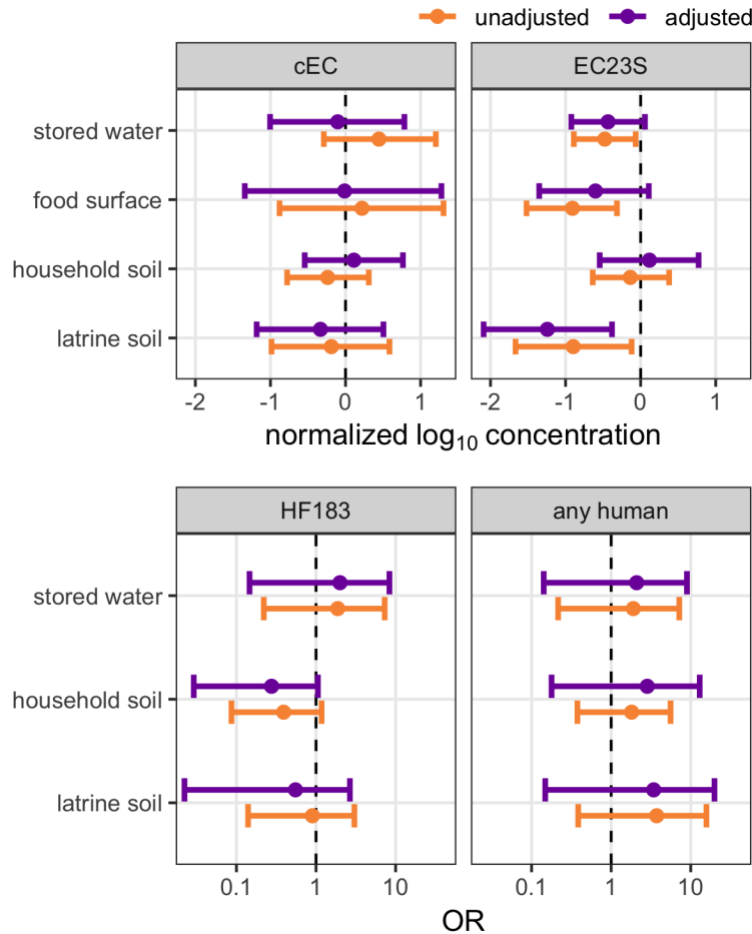 unadjusted adjusted
cEC EC23S
stored water
food surface
household soil
latrine soil
-2 -1 0 1 -2 -1 0 1
normalized log₁₀ concentration
HF183 any human
stored water
household soil
latrine soil
0.1 1 10 0.1 1 10
OR